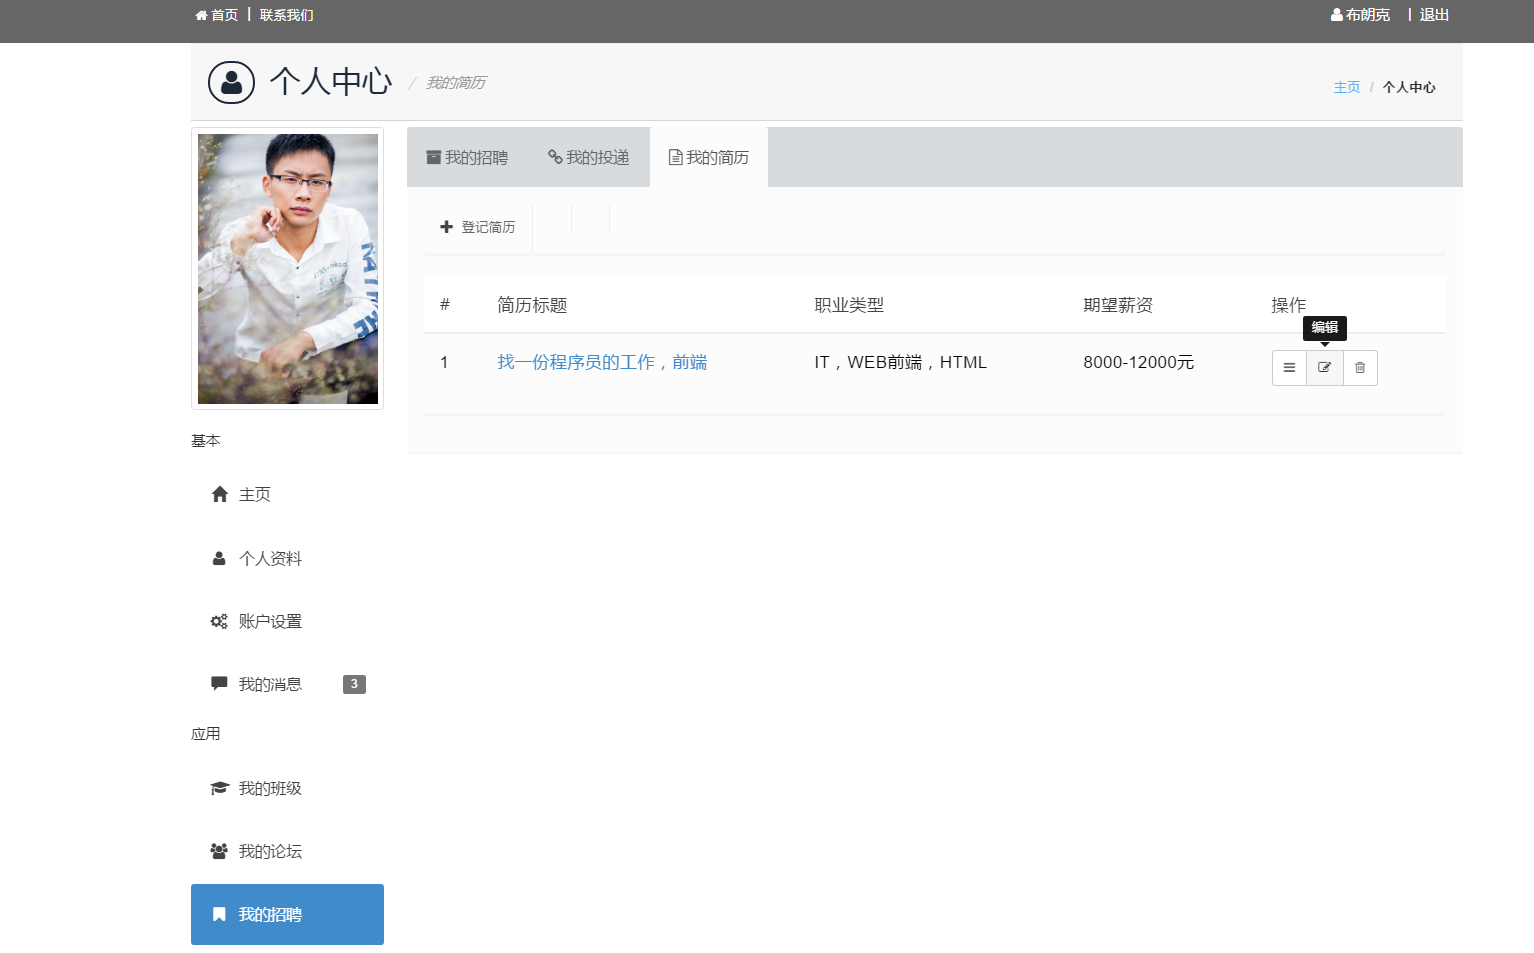 首页 | 联系我们
布朗克 | 退出
个人中心 / 我的简历
主页 / 个人中心
我的招聘 我的投递 我的简历
登记简历
# 简历标题 职业类型 期望薪资 操作
编辑
1 找一份程序员的工作，前端 IT，WEB前端，HTML 8000-12000元
基本
主页
个人资料
账户设置
我的消息 3
应用
我的班级
我的论坛
我的招聘